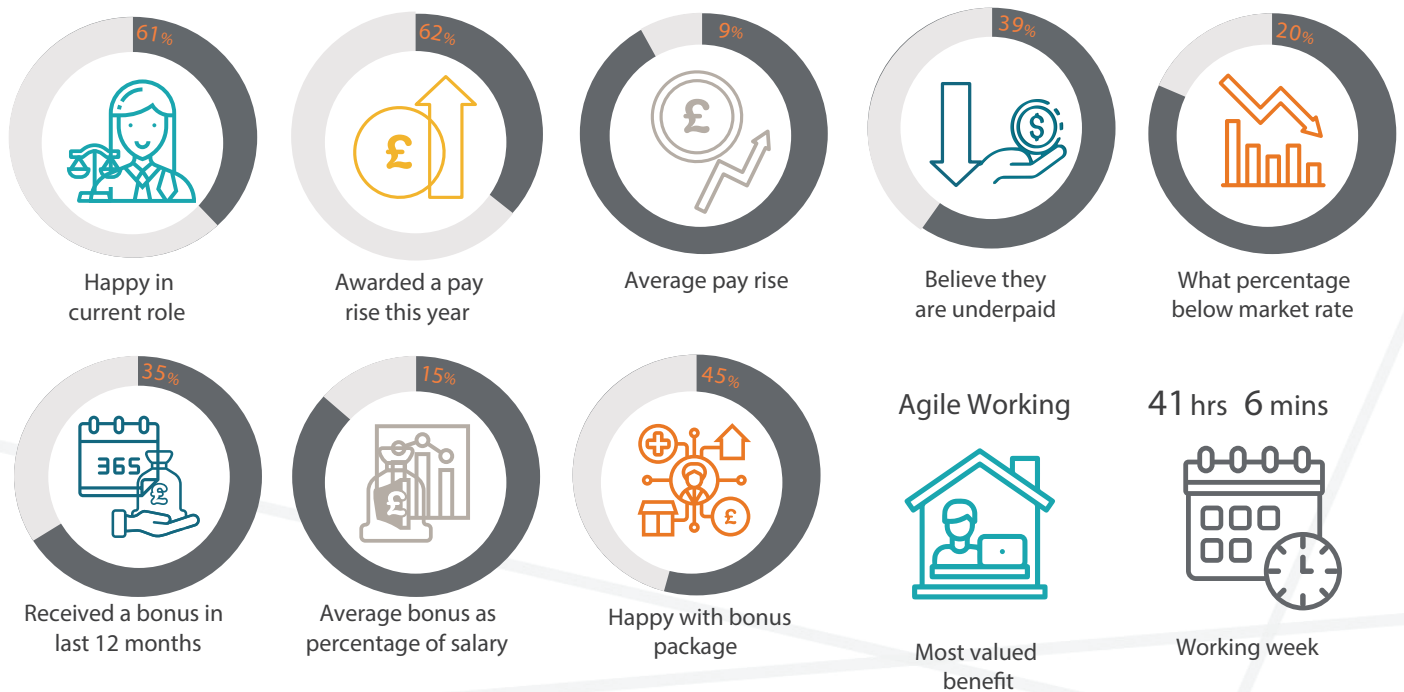 61%
Happy in
current role
62%
£
Awarded a pay
rise this year
9%
£
Average pay rise
39%
$
Believe they
are underpaid
20%
What percentage
below market rate
35%
365
£
Received a bonus in
last 12 months
15%
£
Average bonus as
percentage of salary
45%
£
Happy with bonus
package
Agile Working
Most valued
benefit
41 hrs 6 mins
Working week